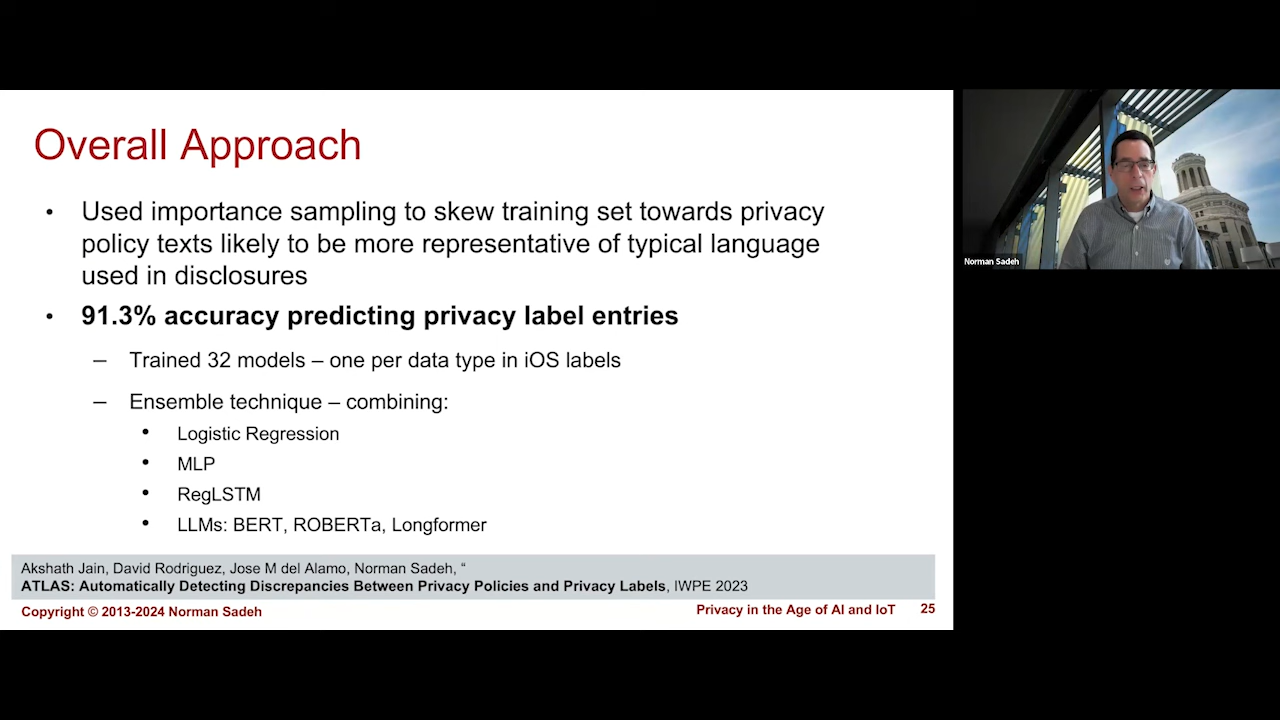 Overall Approach
• Used importance sampling to skew training set towards privacy
policy texts likely to be more representative of typical language
used in disclosures
• 91.3% accuracy predicting privacy label entries
– Trained 32 models – one per data type in iOS labels
– Ensemble technique – combining:
• Logistic Regression
• MLP
• RegLSTM
• LLMs: BERT, ROBERTa, Longformer
Akshath Jain, David Rodriguez, Jose M del Alamo, Norman Sadeh, “
ATLAS: Automatically Detecting Discrepancies Between Privacy Policies and Privacy Labels, IWPE 2023
Copyright © 2013-2024 Norman Sadeh
Privacy in the Age of AI and IoT 25
Norman Sadeh